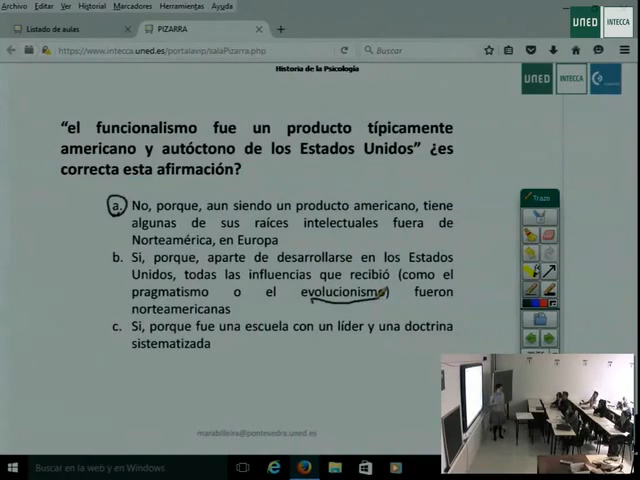 Archivo Editar Ver Historial Marcadores Herramientas Ayuda
Listado de aulas
PIZARRA
https://www.intecca.uned.es/portalavip/salaPizarra.php
Buscar
UNED
INTECCA
Historia de la Psicología
UNED
INTECCA
“el funcionalismo fue un producto típicamente
americano y autóctono de los Estados Unidos” ¿es
correcta esta afirmación?
a. No, porque, aun siendo un producto americano, tiene
algunas de sus raíces intelectuales fuera de
Norteamérica, en Europa
b. Si, porque, aparte de desarrollarse en los Estados
Unidos, todas las influencias que recibió (como el
pragmatismo o el evolucionismo) fueron
norteamericanas
c. Si, porque fue una escuela con un líder y una doctrina
sistematizada
Trazo
marabilleira@pontevedra.uned.es
Buscar en la web y en Windows